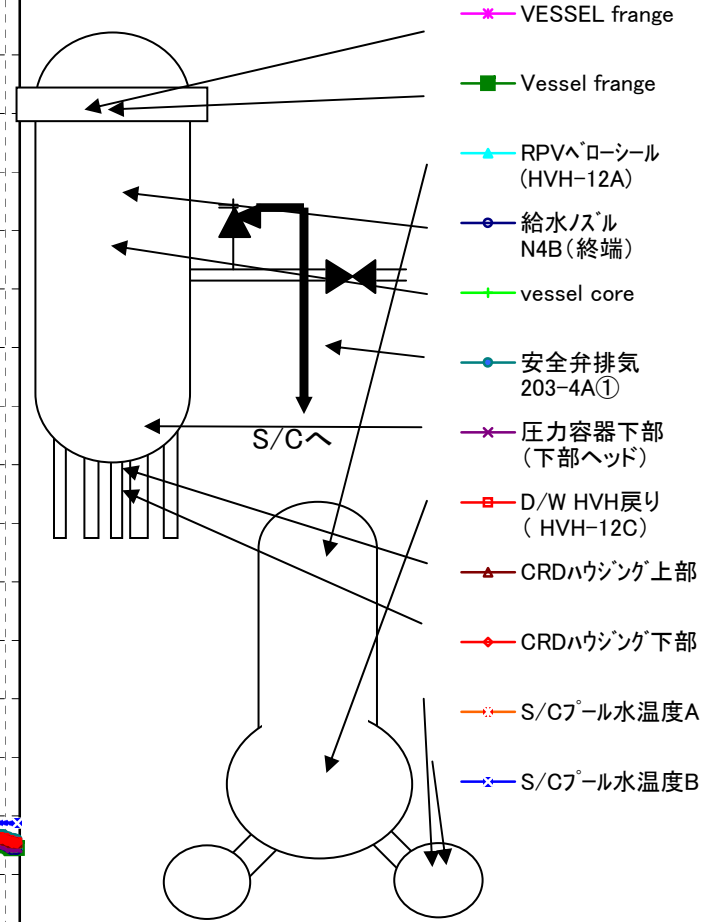 VESSEL frange
Vessel frange
RPVベローシール
(HVH-12A)
給水ノズル
N4B(終端)
vessel core
安全弁排気
203-4A①
S/Cへ
圧力容器下部
(下部ヘッド)
D/W HVH戻り
( HVH-12C)
CRDハウジング上部
CRDハウジング下部
S/Cプール水温度A
S/Cプール水温度B